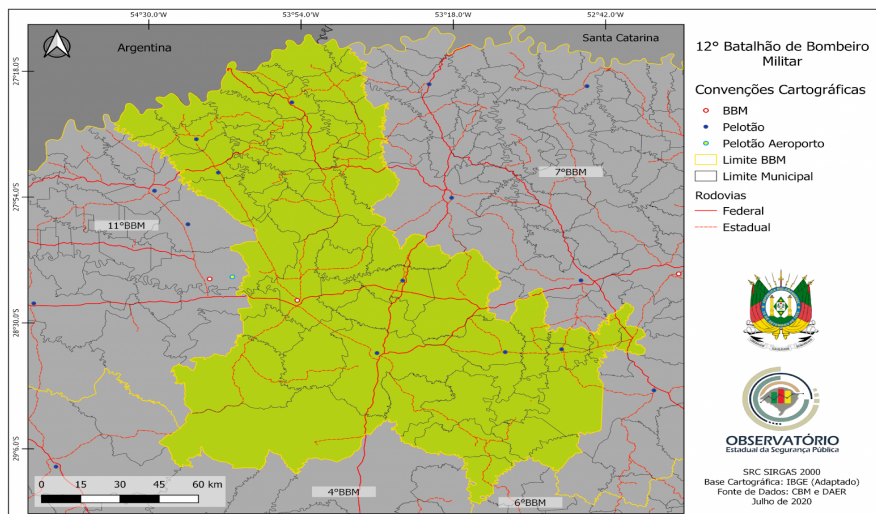 54°30.0'W 53°54.0'W 53°18.0'W 52°42.0'W
Argentina
Santa Catarina
27°18.0'S
27°54.0'S
28°30.0'S
29°6.0'S
7°BBM
11°BBM
4°BBM
6°BBM
0 15 30 45 60 km
12° Batalhão de Bombeiro
Militar
Convenções Cartográficas
BBM
Pelotão
Pelotão Aeroporto
Limite BBM
Limite Municipal
Rodovias
Federal
Estadual
OBSERVATÓRIO
Estadual da Segurança Pública
SRC SIRGAS 2000
Base Cartográfica: IBGE (Adaptado)
Fonte de Dados: CBM e DAER
Julho de 2020